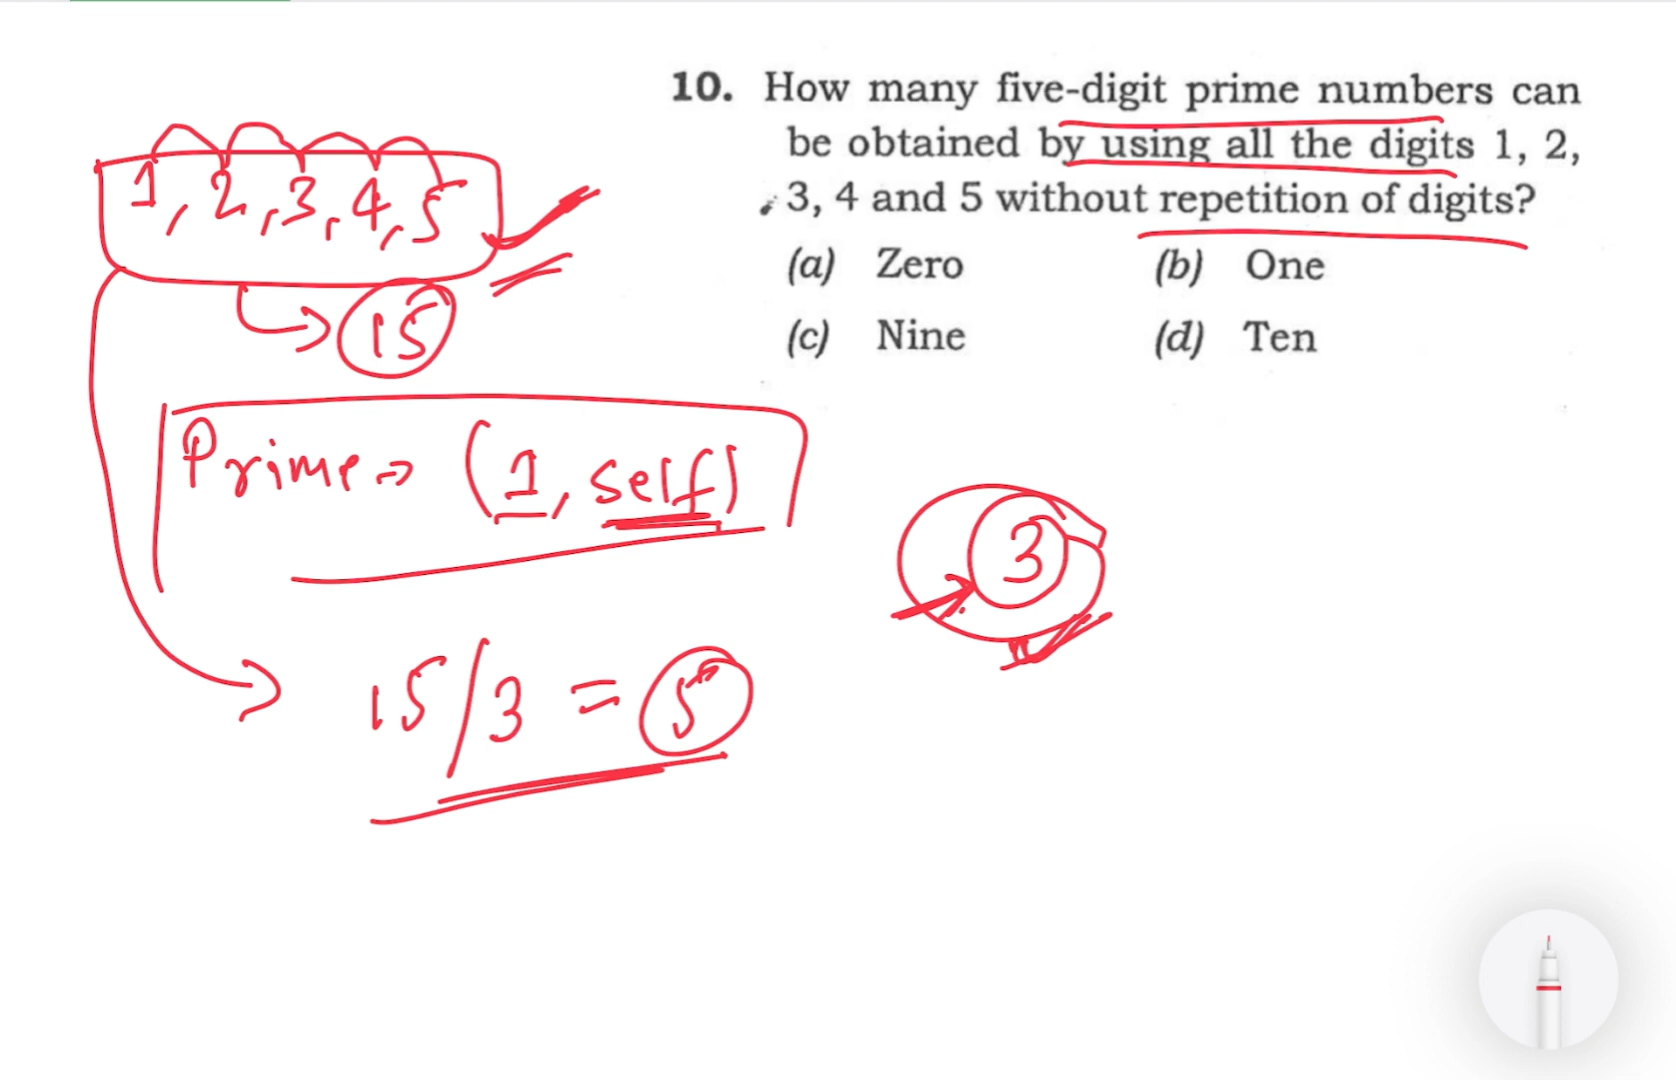 10. How many five-digit prime numbers can
be obtained by using all the digits 1, 2,
3, 4 and 5 without repetition of digits?
(a) Zero (b) One
(c) Nine (d) Ten
1, 2, 3, 4, 5
15
Prime → (1, self)
3
15/3 = 5